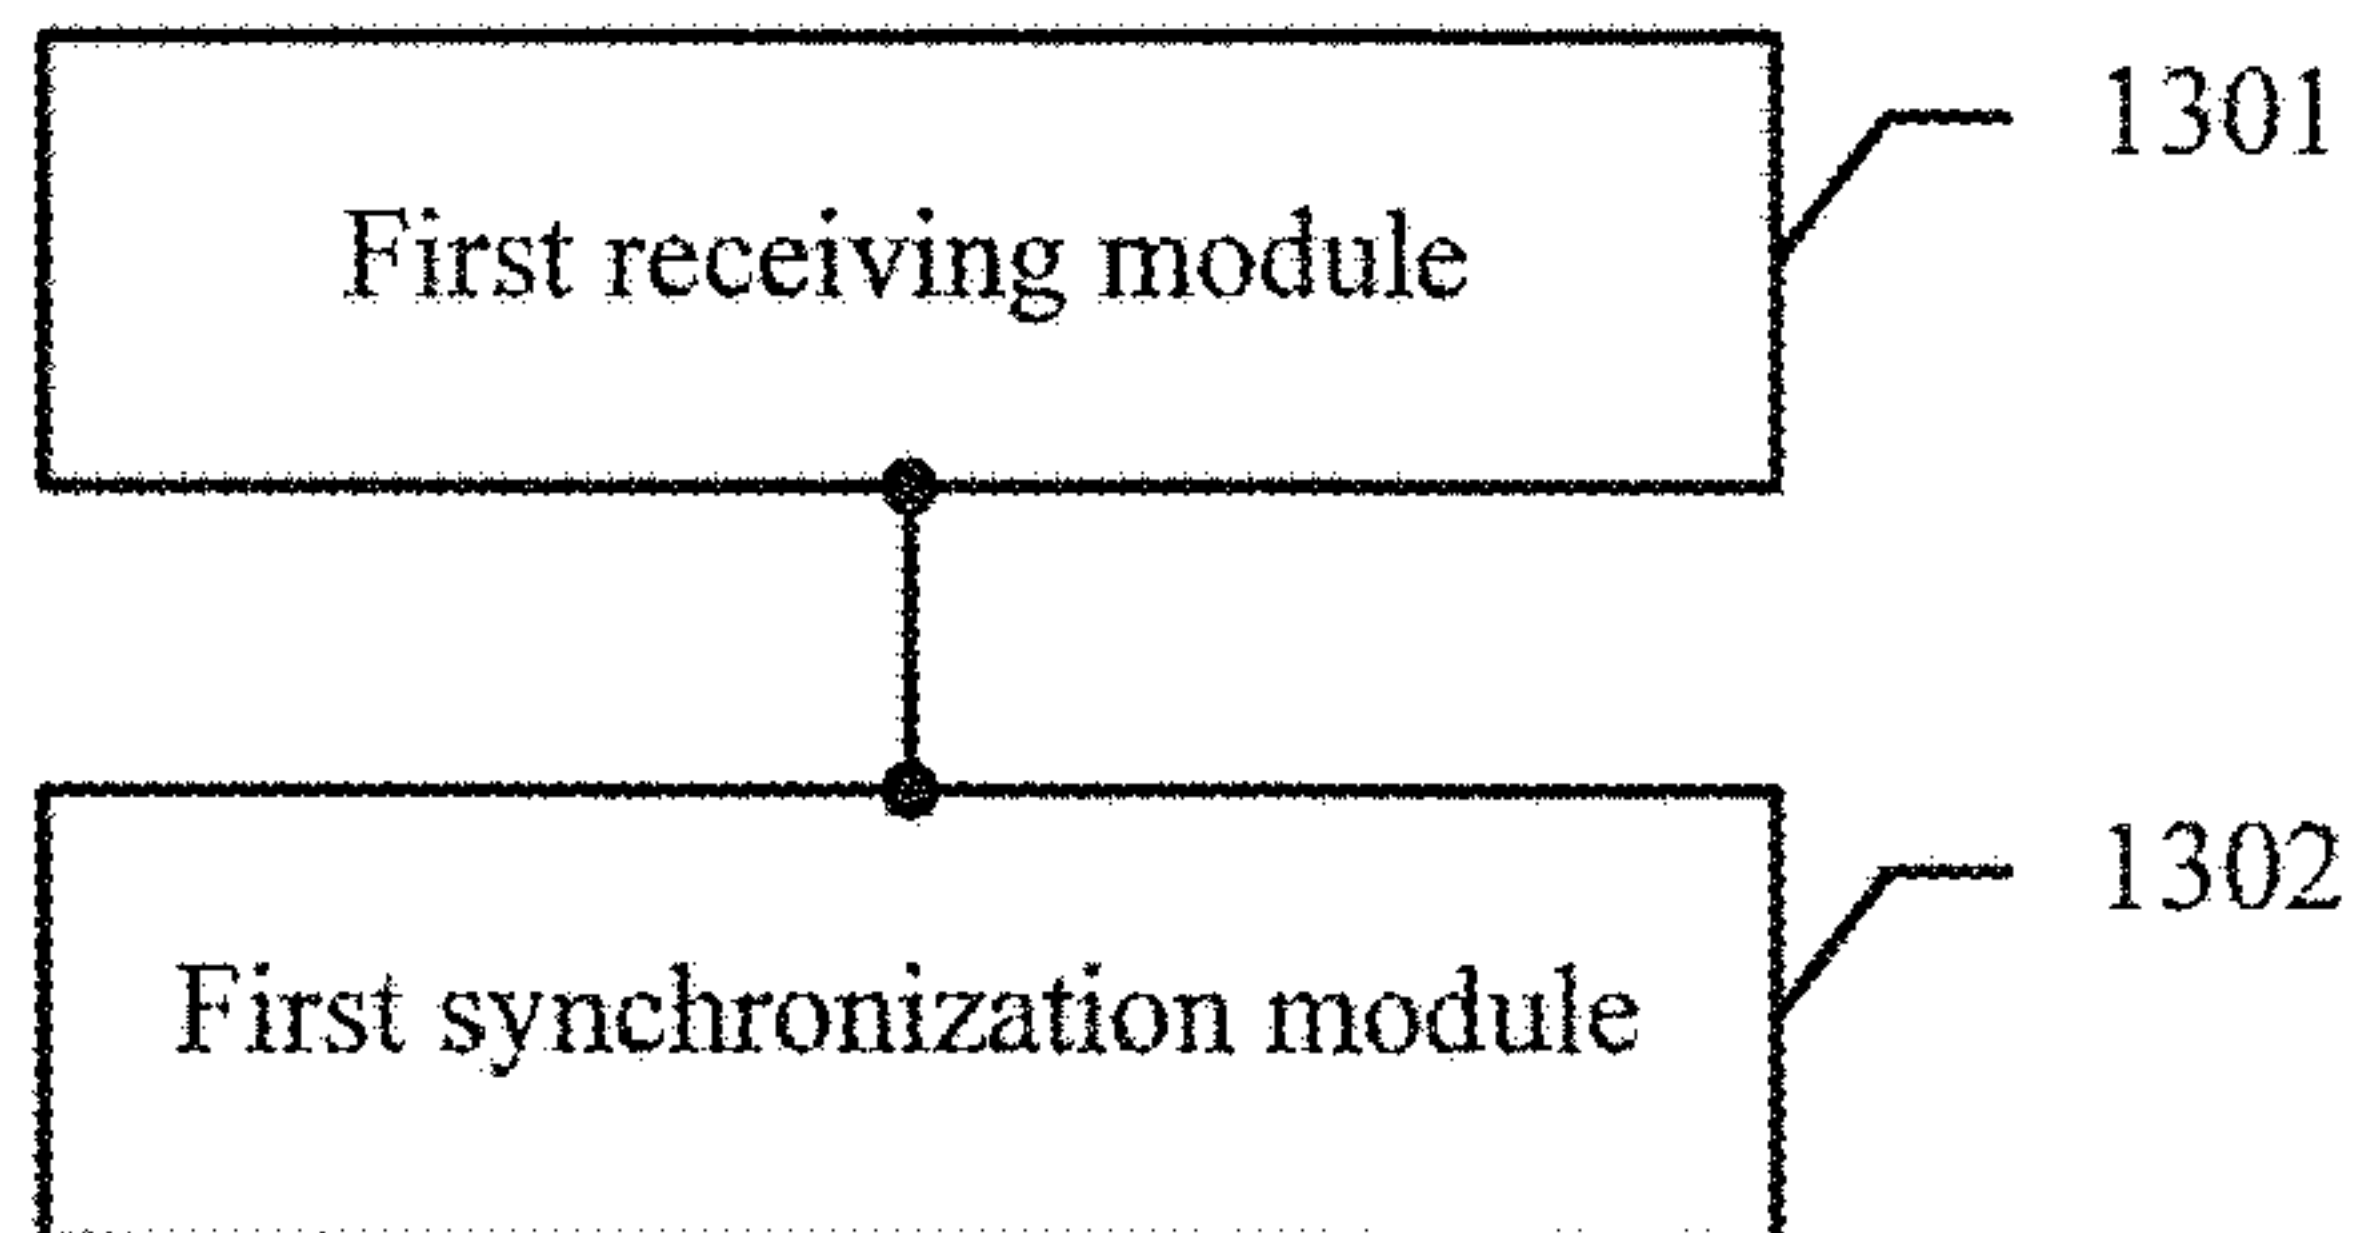 1301
First receiving module
1302
First synchronization module